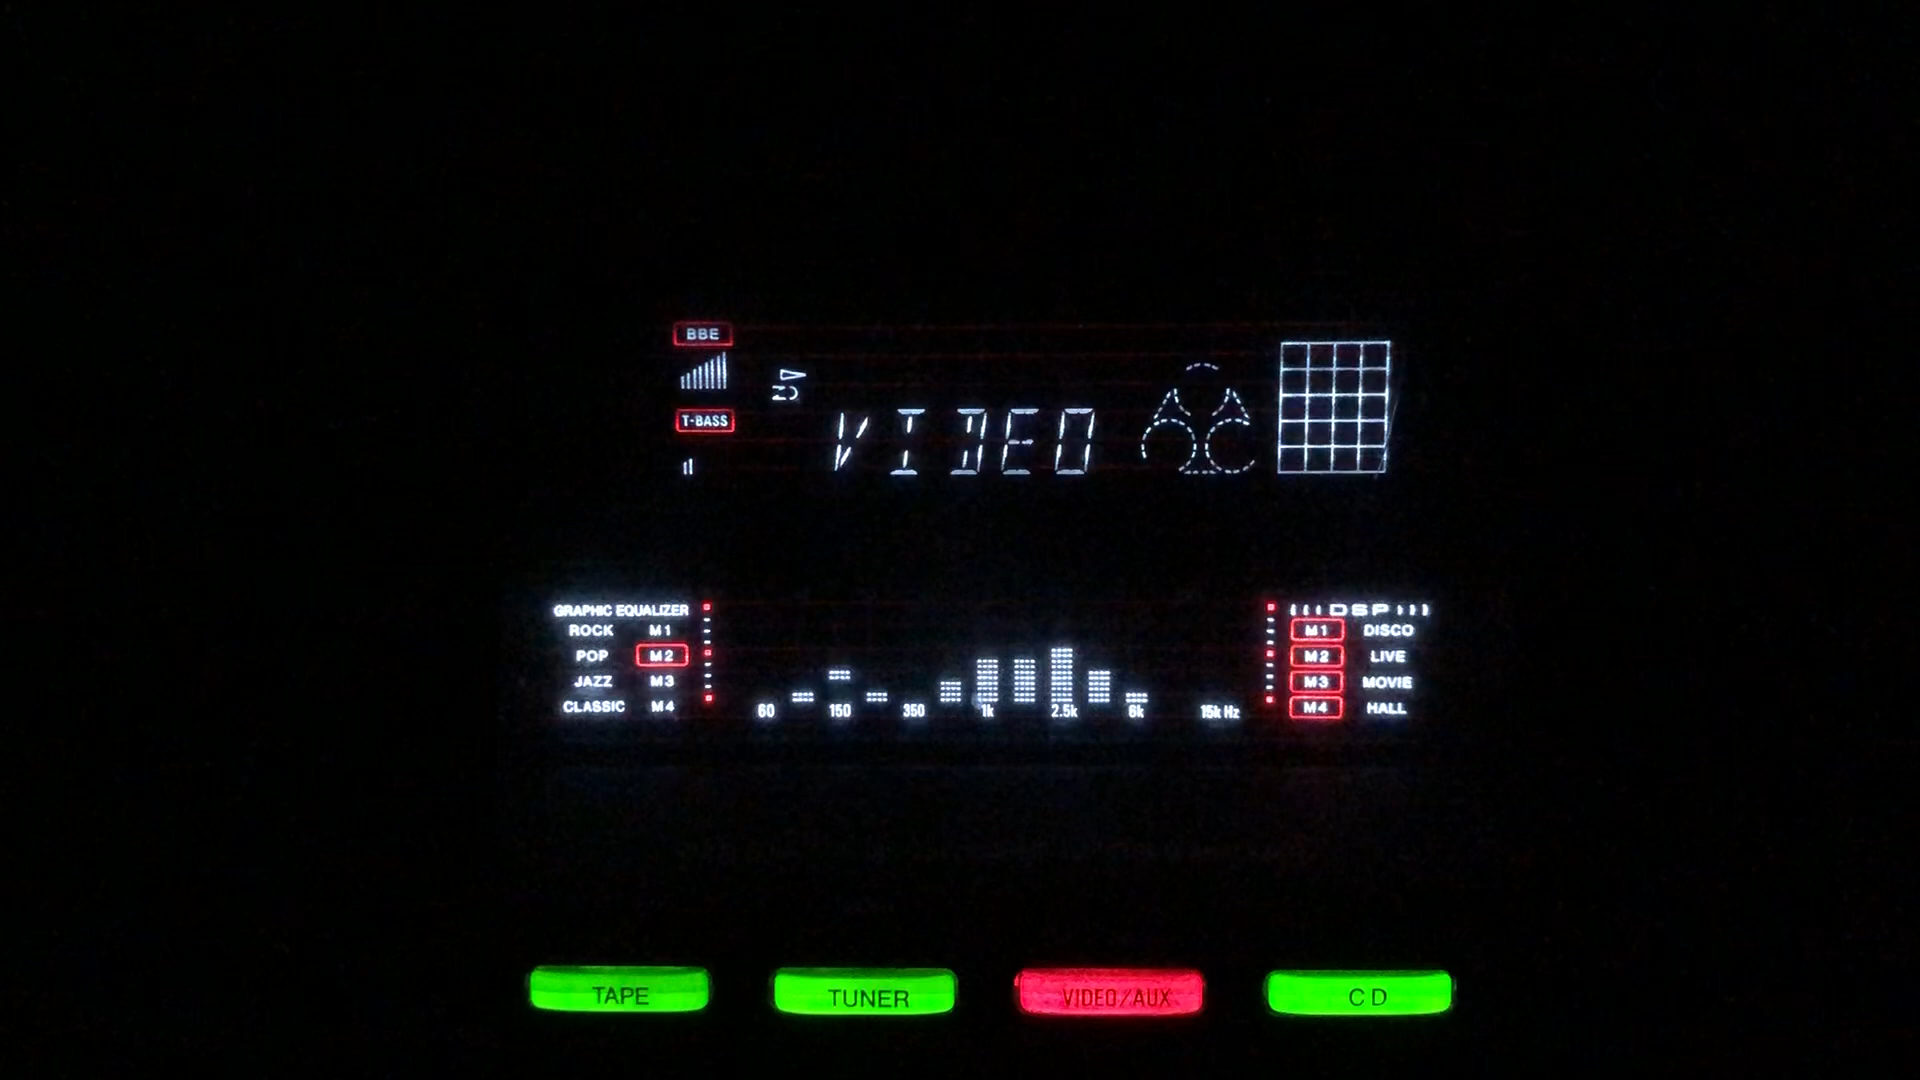 BBE
T-BASS
VIDEO
GRAPHIC EQUALIZER
ROCK M1
POP M2
JAZZ M3
CLASSIC M4
60 150 350 1k 2.5k 6k 15k Hz
DSP
M1 DISCO
M2 LIVE
M3 MOVIE
M4 HALL
TAPE
TUNER
VIDEO/AUX
CD